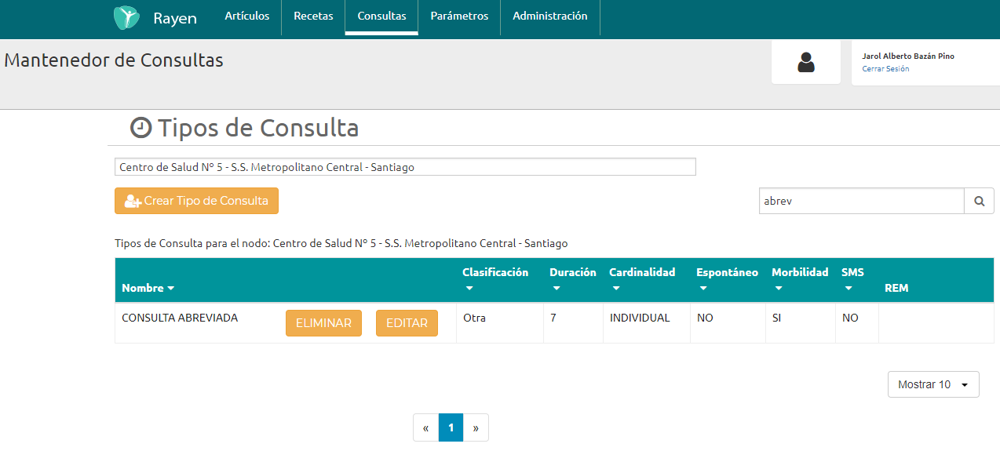 Rayen
Artículos
Recetas
Consultas
Parámetros
Administración
Mantenedor de Consultas
Jarol Alberto Bazán Pino
Cerrar Sesión
Tipos de Consulta
Centro de Salud Nº 5 - S.S. Metropolitano Central - Santiago
Crear Tipo de Consulta
abrev
Tipos de Consulta para el nodo: Centro de Salud Nº 5 - S.S. Metropolitano Central - Santiago
Nombre Clasificación Duración Cardinalidad Espontáneo Morbilidad SMS REM
CONSULTA ABREVIADA ELIMINAR EDITAR Otra 7 INDIVIDUAL NO SI NO
Mostrar 10
« 1 »